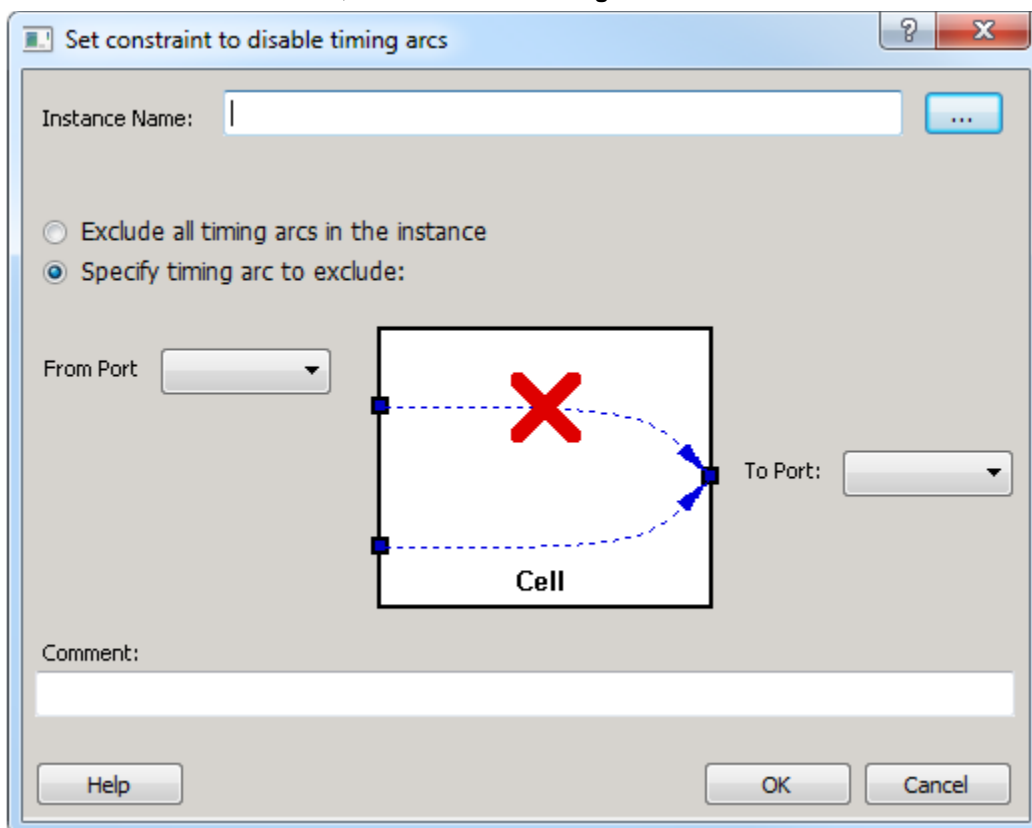 Set constraint to disable timing arcs
Instance Name:
...
Exclude all timing arcs in the instance
Specify timing arc to exclude:
From Port
To Port:
Cell
Comment:
Help
OK
Cancel